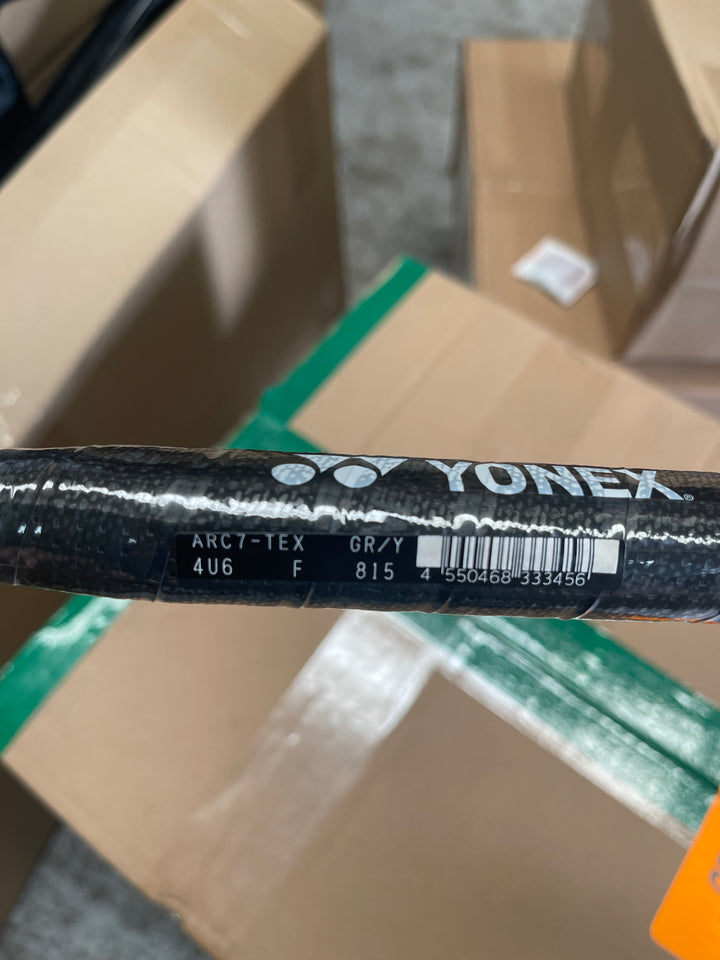 YONEX®
ARC7-TEX GR/Y
4U6 F 815
4 550468 333456